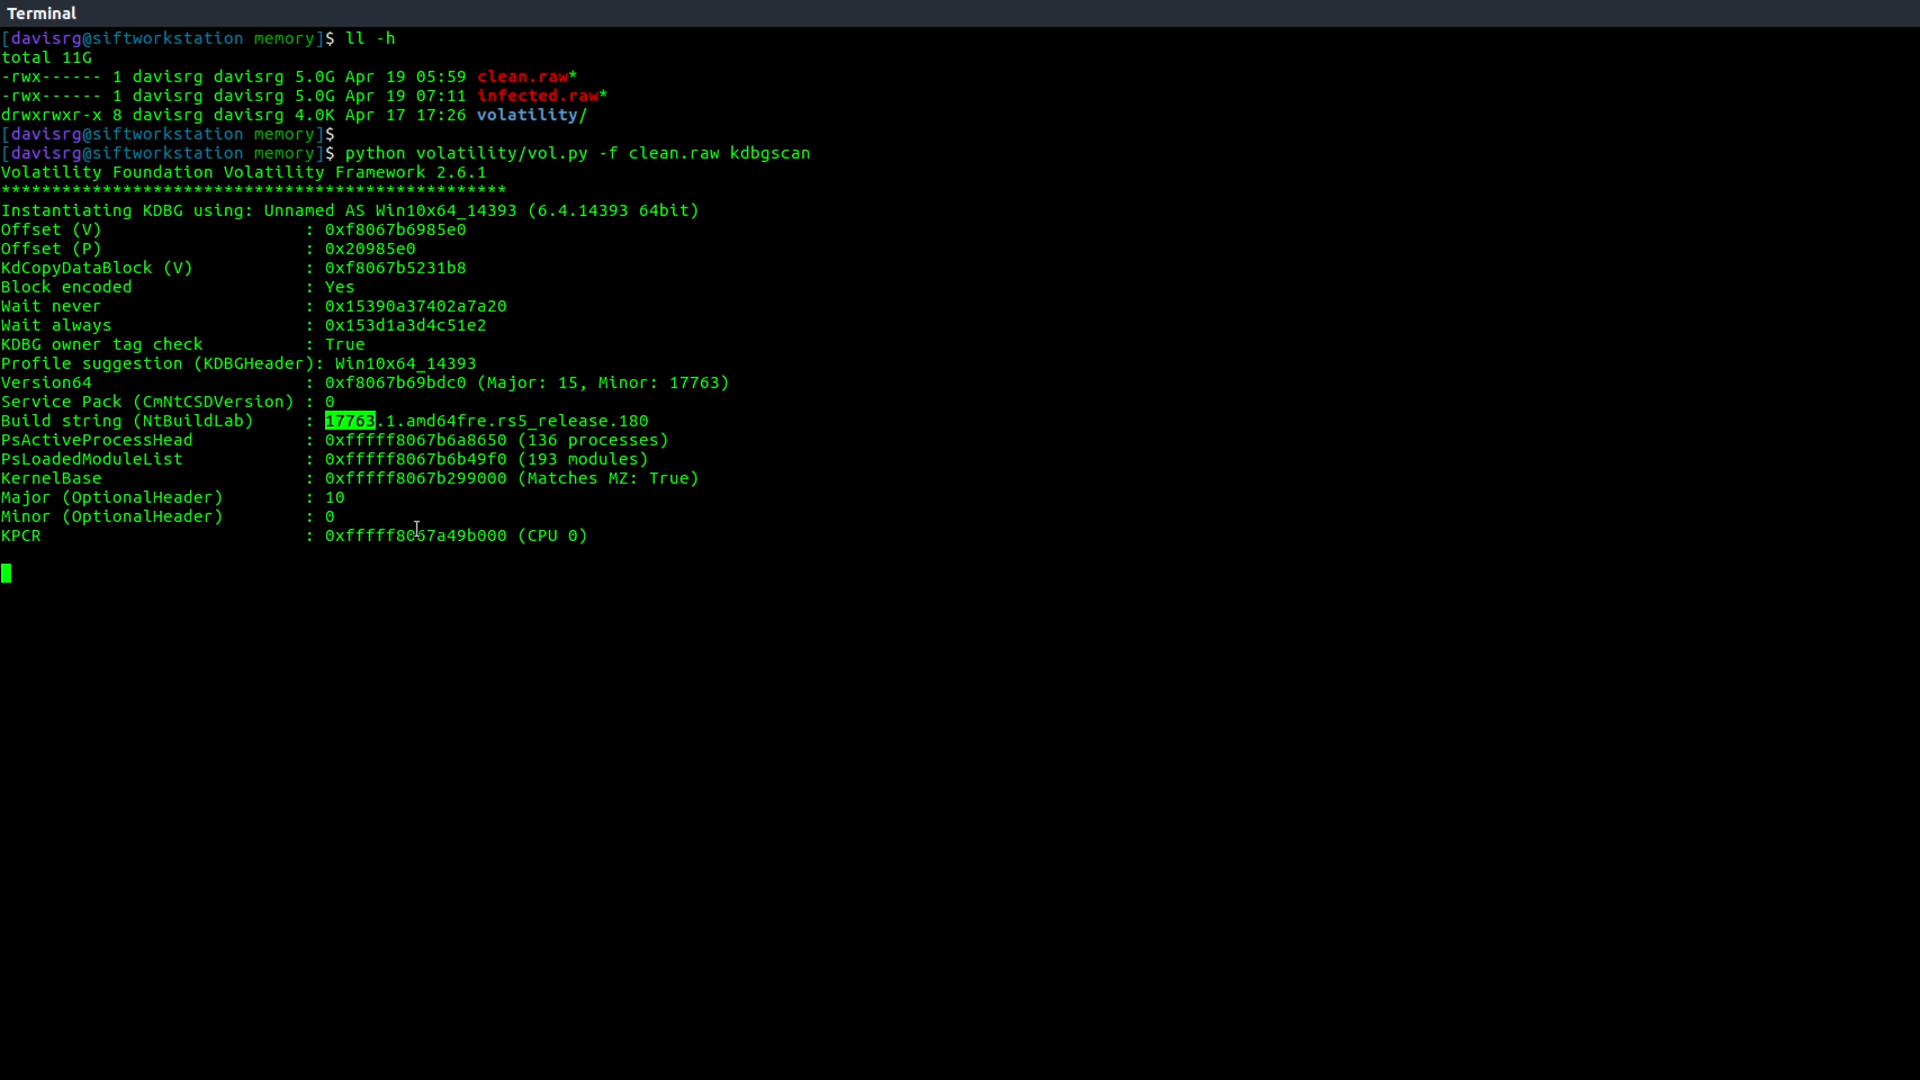 Terminal
[davisrg@siftworkstation memory]$ ll -h
total 11G
-rwx------ 1 davisrg davisrg 5.0G Apr 19 05:59 clean.raw*
-rwx------ 1 davisrg davisrg 5.0G Apr 19 07:11 infected.raw*
drwxrwxr-x 8 davisrg davisrg 4.0K Apr 17 17:26 volatility/
[davisrg@siftworkstation memory]$
[davisrg@siftworkstation memory]$ python volatility/vol.py -f clean.raw kdbgscan
Volatility Foundation Volatility Framework 2.6.1
**************************************************
Instantiating KDBG using: Unnamed AS Win10x64_14393 (6.4.14393 64bit)
Offset (V)                    : 0xf8067b6985e0
Offset (P)                    : 0x20985e0
KdCopyDataBlock (V)           : 0xf8067b5231b8
Block encoded                 : Yes
Wait never                    : 0x15390a37402a7a20
Wait always                   : 0x153d1a3d4c51e2
KDBG owner tag check          : True
Profile suggestion (KDBGHeader): Win10x64_14393
Version64                     : 0xf8067b69bdc0 (Major: 15, Minor: 17763)
Service Pack (CmNtCSDVersion) : 0
Build string (NtBuildLab)     : 17763.1.amd64fre.rs5_release.180
PsActiveProcessHead           : 0xfffff8067b6a8650 (136 processes)
PsLoadedModuleList            : 0xfffff8067b6b49f0 (193 modules)
KernelBase                    : 0xfffff8067b299000 (Matches MZ: True)
Major (OptionalHeader)        : 10
Minor (OptionalHeader)        : 0
KPCR                          : 0xfffff8067a49b000 (CPU 0)